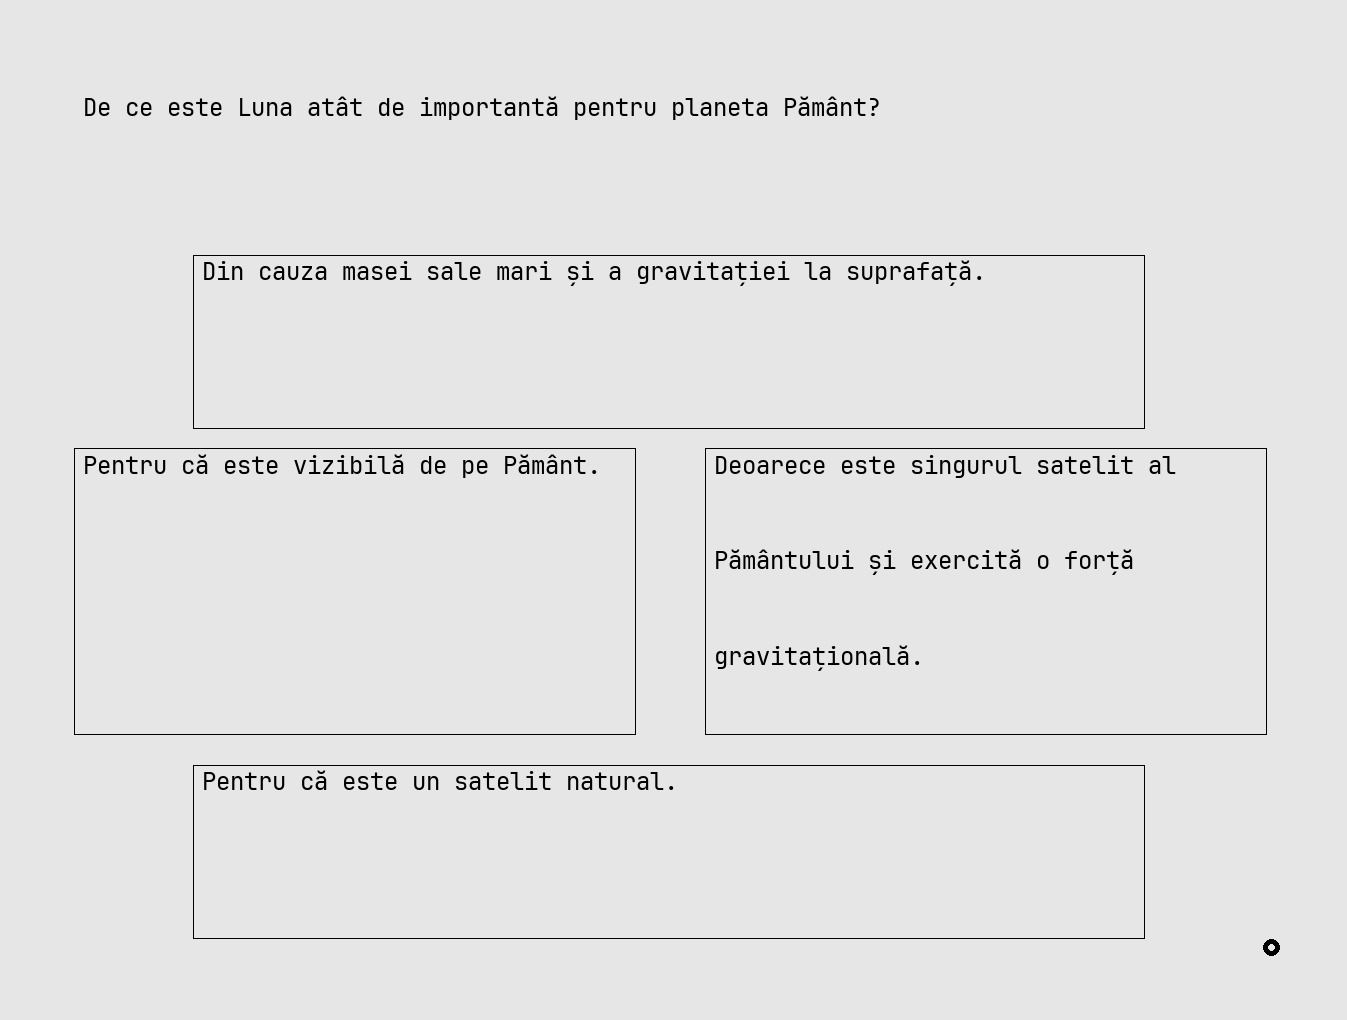 De ce este Luna atât de importantă pentru planeta Pământ?
Din cauza masei sale mari și a gravitației la suprafață.
Pentru că este vizibilă de pe Pământ.
Deoarece este singurul satelit al
Pământului și exercită o forță
gravitațională.
Pentru că este un satelit natural.